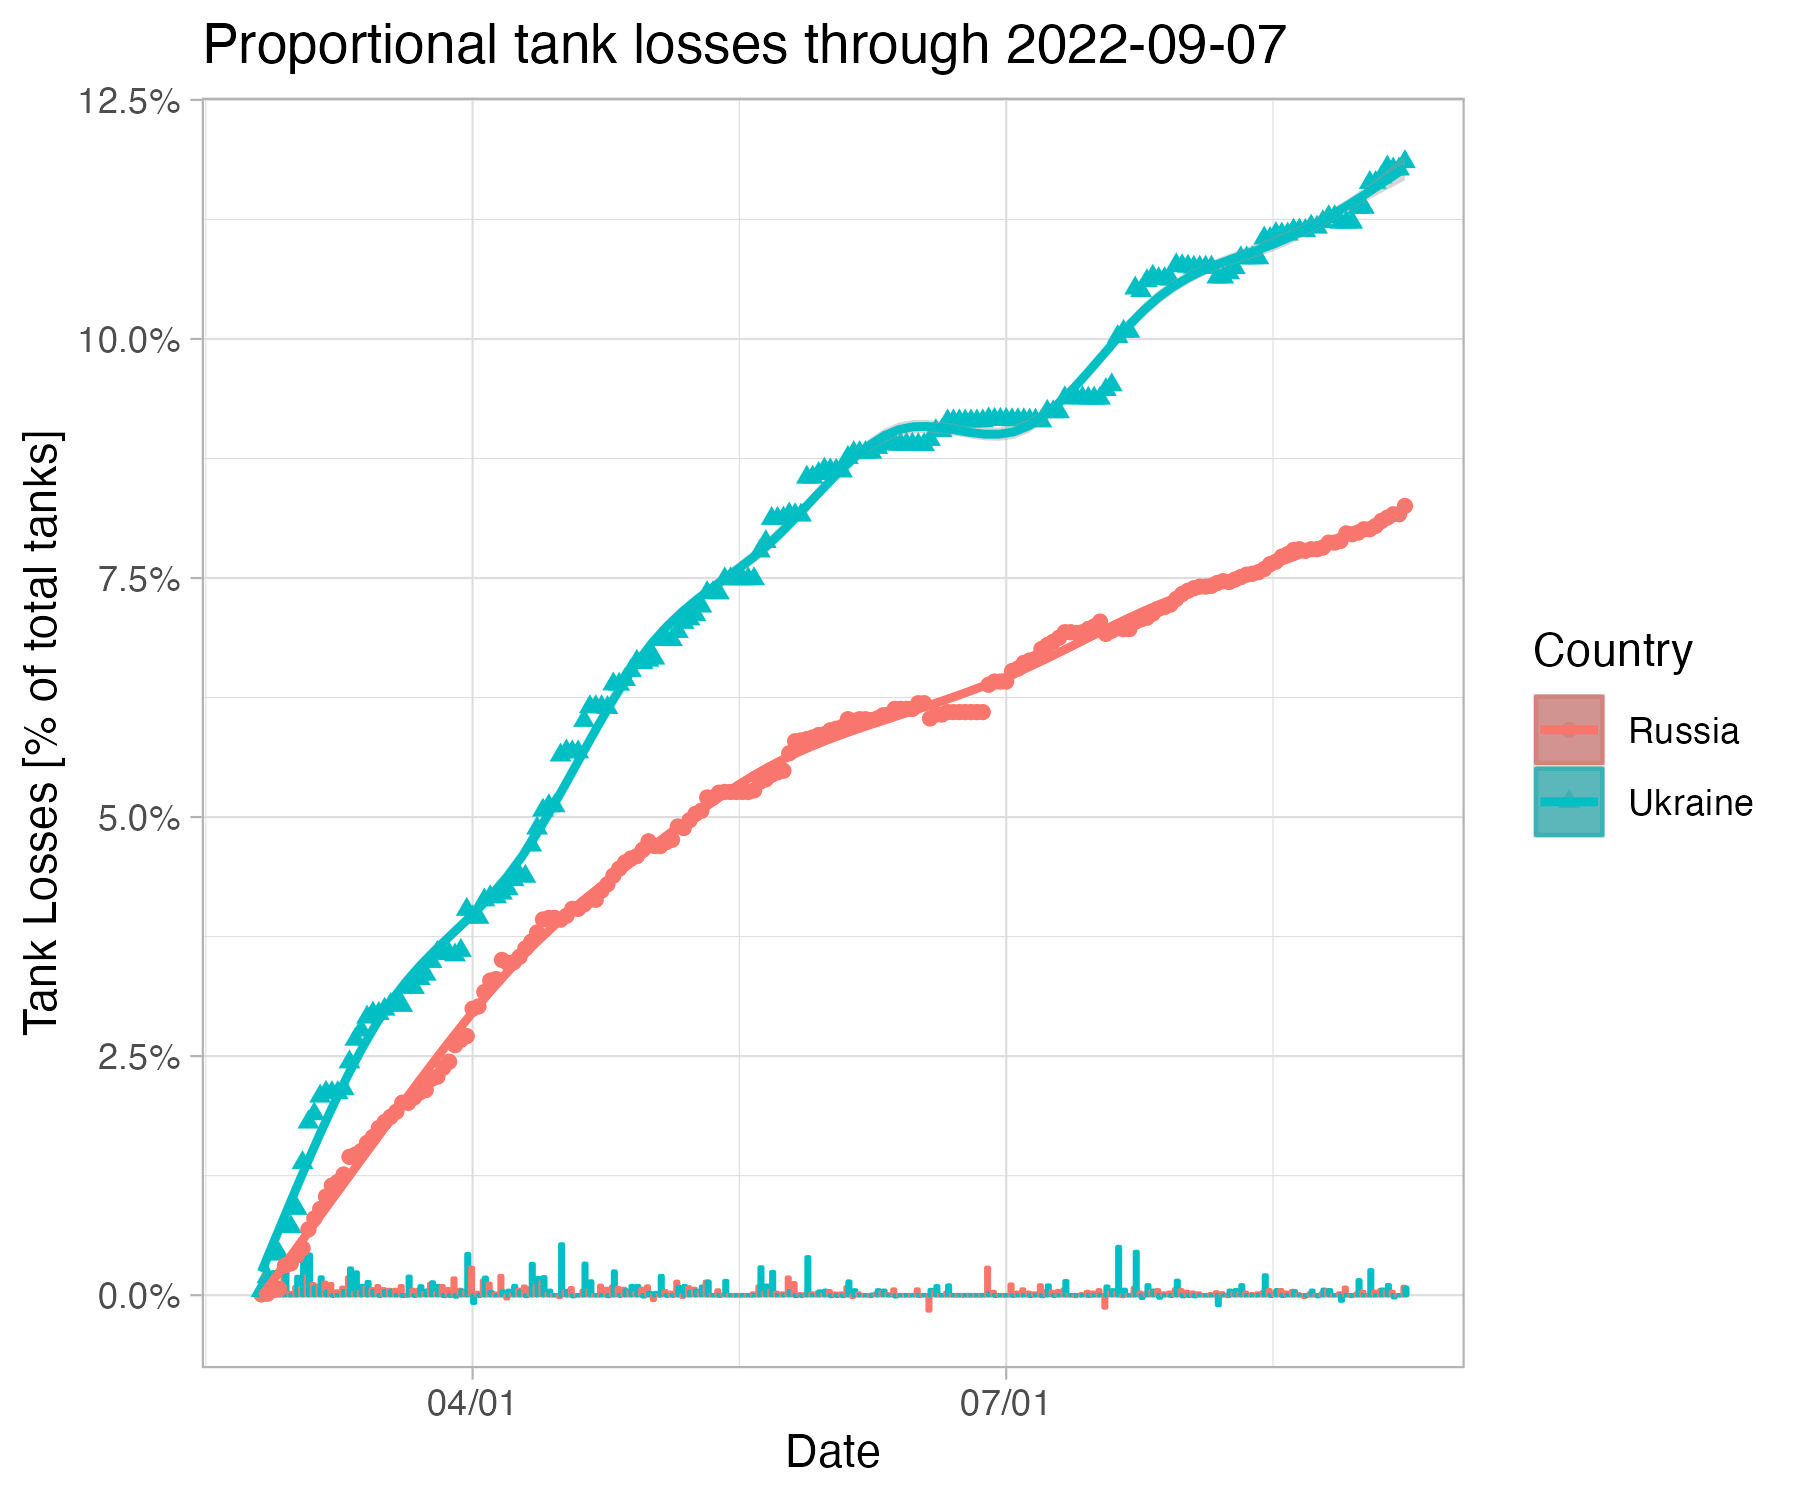 Proportional tank losses through 2022-09-07
12.5%
10.0%
7.5%
5.0%
2.5%
0.0%
Tank Losses [% of total tanks]
04/01
07/01
Date
Country
Russia
Ukraine